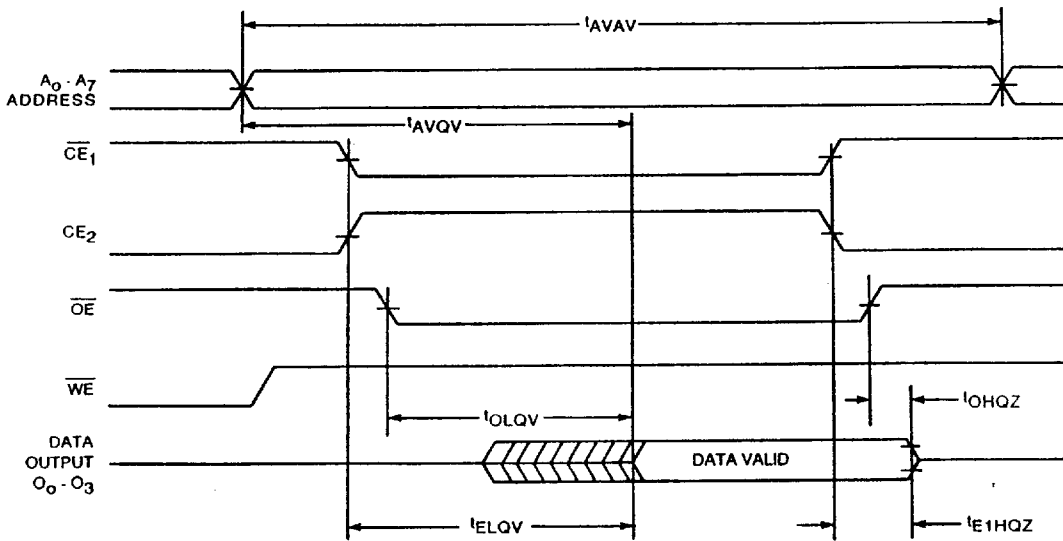 tAVAV
A0 - A7
ADDRESS
tAVQV
CE1
CE2
OE
WE
tOLQV
tOHQZ
DATA
OUTPUT
O0 - O3
DATA VALID
tELQV
tE1HQZ